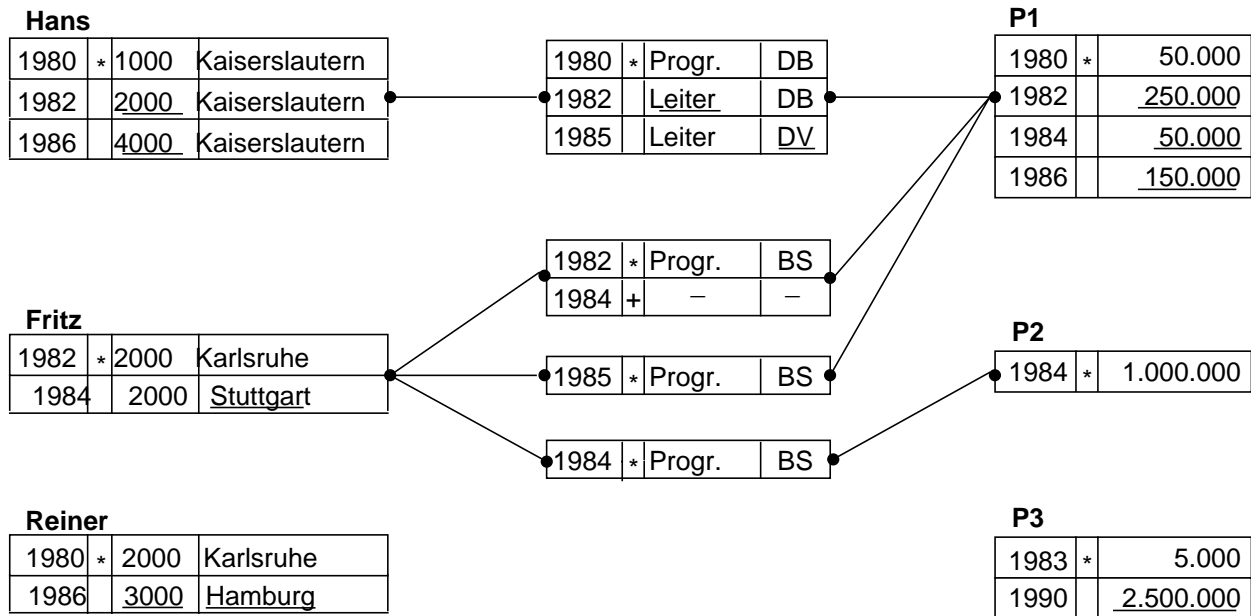 Hans
1980 * 1000 Kaiserslautern
1982 2000 Kaiserslautern
1986 4000 Kaiserslautern
1980 * Progr. DB
1982 Leiter DB
1985 Leiter DV
P1
1980 * 50.000
1982 250.000
1984 50.000
1986 150.000
Fritz
1982 * 2000 Karlsruhe
1984 2000 Stuttgart
1982 * Progr. BS
1984 + – –
1985 * Progr. BS
1984 * Progr. BS
P2
1984 * 1.000.000
Reiner
1980 * 2000 Karlsruhe
1986 3000 Hamburg
P3
1983 * 5.000
1990 2.500.000